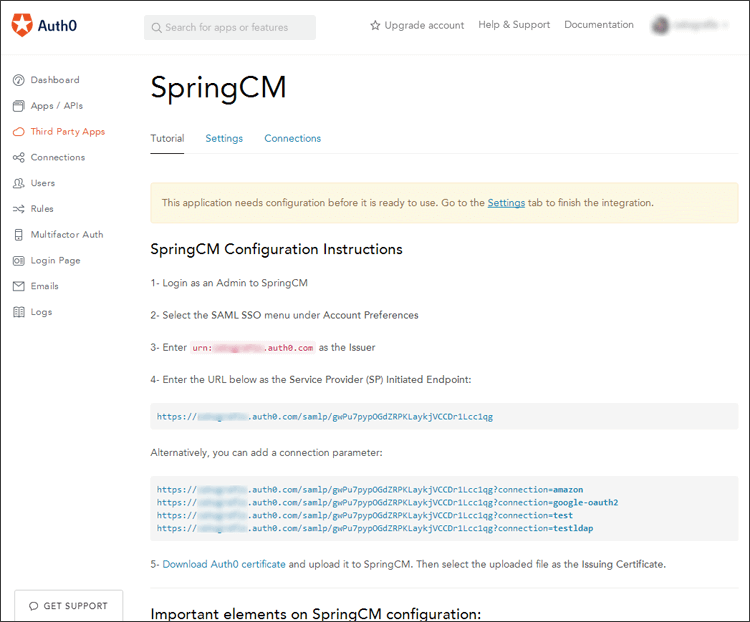 Auth0
Search for apps or features
Upgrade account
Help & Support
Documentation
Dashboard
Apps / APIs
Third Party Apps
Connections
Users
Rules
Multifactor Auth
Login Page
Emails
Logs
GET SUPPORT
SpringCM
Tutorial Settings Connections
This application needs configuration before it is ready to use. Go to the Settings tab to finish the integration.
SpringCM Configuration Instructions
1- Login as an Admin to SpringCM
2- Select the SAML SSO menu under Account Preferences
3- Enter urn: .auth0.com as the Issuer
4- Enter the URL below as the Service Provider (SP) Initiated Endpoint:
https:// .auth0.com/samlp/gwPu7pypOGdZRPKLaykjVCCDr1Lcc1qg
Alternatively, you can add a connection parameter:
https:// .auth0.com/samlp/gwPu7pypOGdZRPKLaykjVCCDr1Lcc1qg?connection=amazon
https:// .auth0.com/samlp/gwPu7pypOGdZRPKLaykjVCCDr1Lcc1qg?connection=google-oauth2
https:// .auth0.com/samlp/gwPu7pypOGdZRPKLaykjVCCDr1Lcc1qg?connection=test
https:// .auth0.com/samlp/gwPu7pypOGdZRPKLaykjVCCDr1Lcc1qg?connection=testldap
5- Download Auth0 certificate and upload it to SpringCM. Then select the uploaded file as the Issuing Certificate.
Important elements on SpringCM configuration: